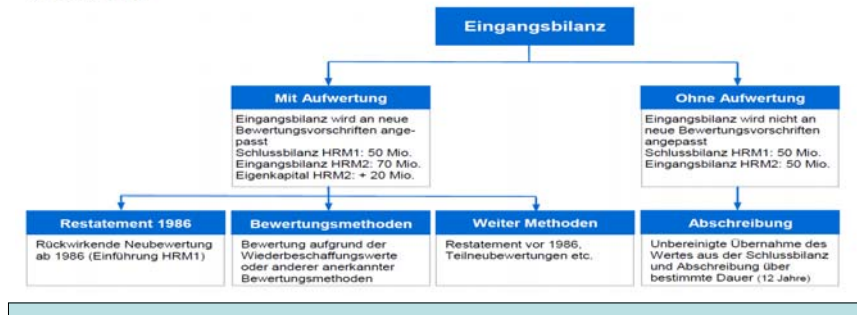 Eingangsbilanz
Mit Aufwertung
Eingangsbilanz wird an neue
Bewertungsvorschriften ange-
passt
Schlussbilanz HRM1: 50 Mio.
Eingangsbilanz HRM2: 70 Mio.
Eigenkapital HRM2: + 20 Mio.
Ohne Aufwertung
Eingangsbilanz wird nicht an
neue Bewertungsvorschriften
angepasst
Schlussbilanz HRM1: 50 Mio.
Eingangsbilanz HRM2: 50 Mio.
Restatement 1986
Rückwirkende Neubewertung
ab 1986 (Einführung HRM1)
Bewertungsmethoden
Bewertung aufgrund der
Wiederbeschaffungswerte
oder anderer anerkannter
Bewertungsmethoden
Weiter Methoden
Restatement vor 1986,
Teilneubewertungen etc.
Abschreibung
Unbereinigte Übernahme des
Wertes aus der Schlussbilanz
und Abschreibung über
bestimmte Dauer (12 Jahre)